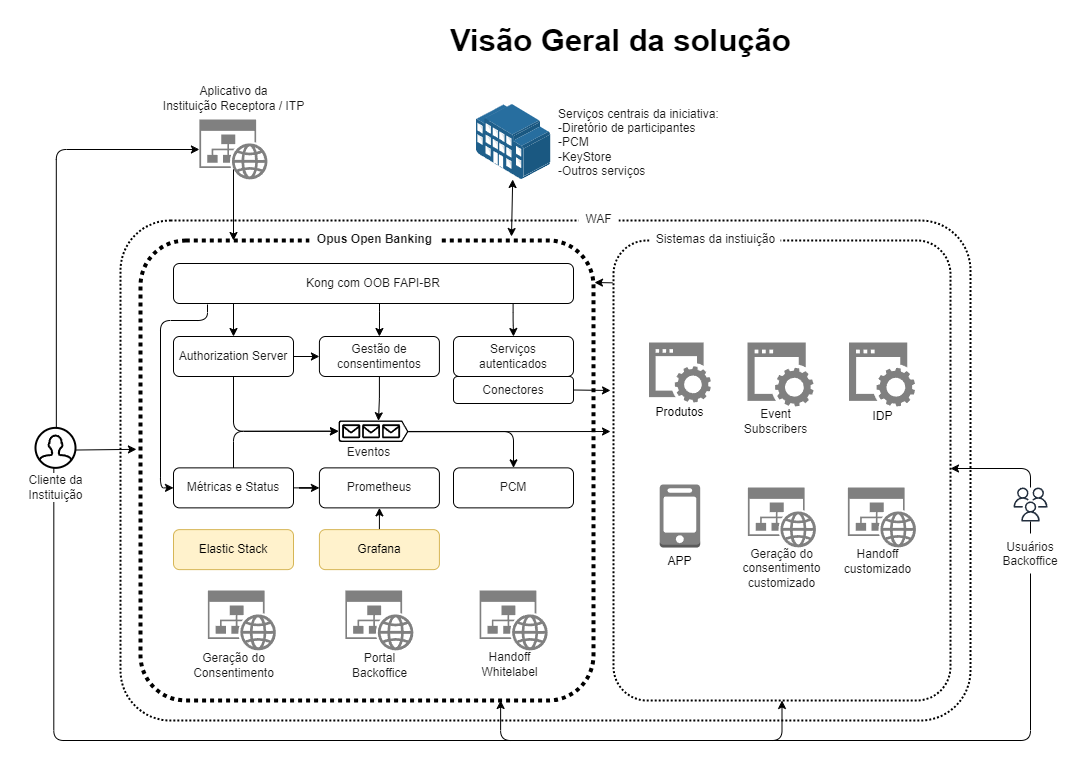 Visão Geral da solução
Aplicativo da
Instituição Receptora / ITP
Serviços centrais da iniciativa:
-Diretório de participantes
-PCM
-KeyStore
-Outros serviços
WAF
Opus Open Banking
Sistemas da instiuição
Kong com OOB FAPI-BR
Authorization Server
Gestão de
consentimentos
Serviços
autenticados
Conectores
Produtos
Event
Subscribers
IDP
Eventos
Cliente da
Instituição
Métricas e Status
Prometheus
PCM
Elastic Stack
Grafana
APP
Geração do
consentimento
customizado
Handoff
customizado
Usuários
Backoffice
Geração do
Consentimento
Portal
Backoffice
Handoff
Whitelabel